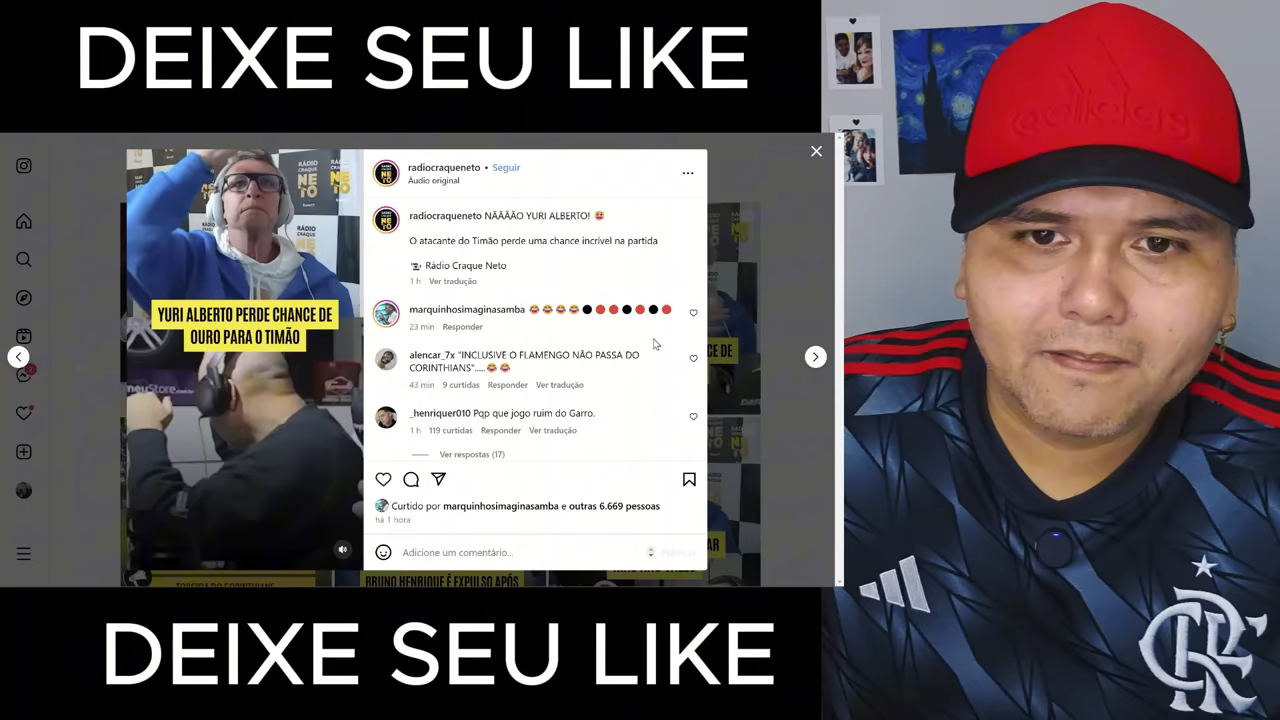 DEIXE SEU LIKE
adidas
RÁDIO
CRAQUE
NETO
radiocraqueneto • Seguir
Áudio original
radiocraqueneto NÃÃÃÃO YURI ALBERTO!
O atacante do Timão perde uma chance incrível na partida
Rádio Craque Neto
1 h Ver tradução
YURI ALBERTO PERDE CHANCE DE
OURO PARA O TIMÃO
marquinhosimaginasamba 😂😂😂😂⚫🔴🔴⚫🔴⚫🔴
23 min Responder
alencar_7x "INCLUSIVE O FLAMENGO NÃO PASSA DO
CORINTHIANS".....😂😂
43 min 9 curtidas Responder Ver tradução
_henriquer010 Pqp que jogo ruim do Garro.
1 h 119 curtidas Responder Ver tradução
Ver respostas (17)
Curtido por marquinhosimaginasamba e outras 6.669 pessoas
há 1 hora
Adicione um comentário...
Publicar
BRUNO HENRIQUE É EXPULSO APÓS
DEIXE SEU LIKE